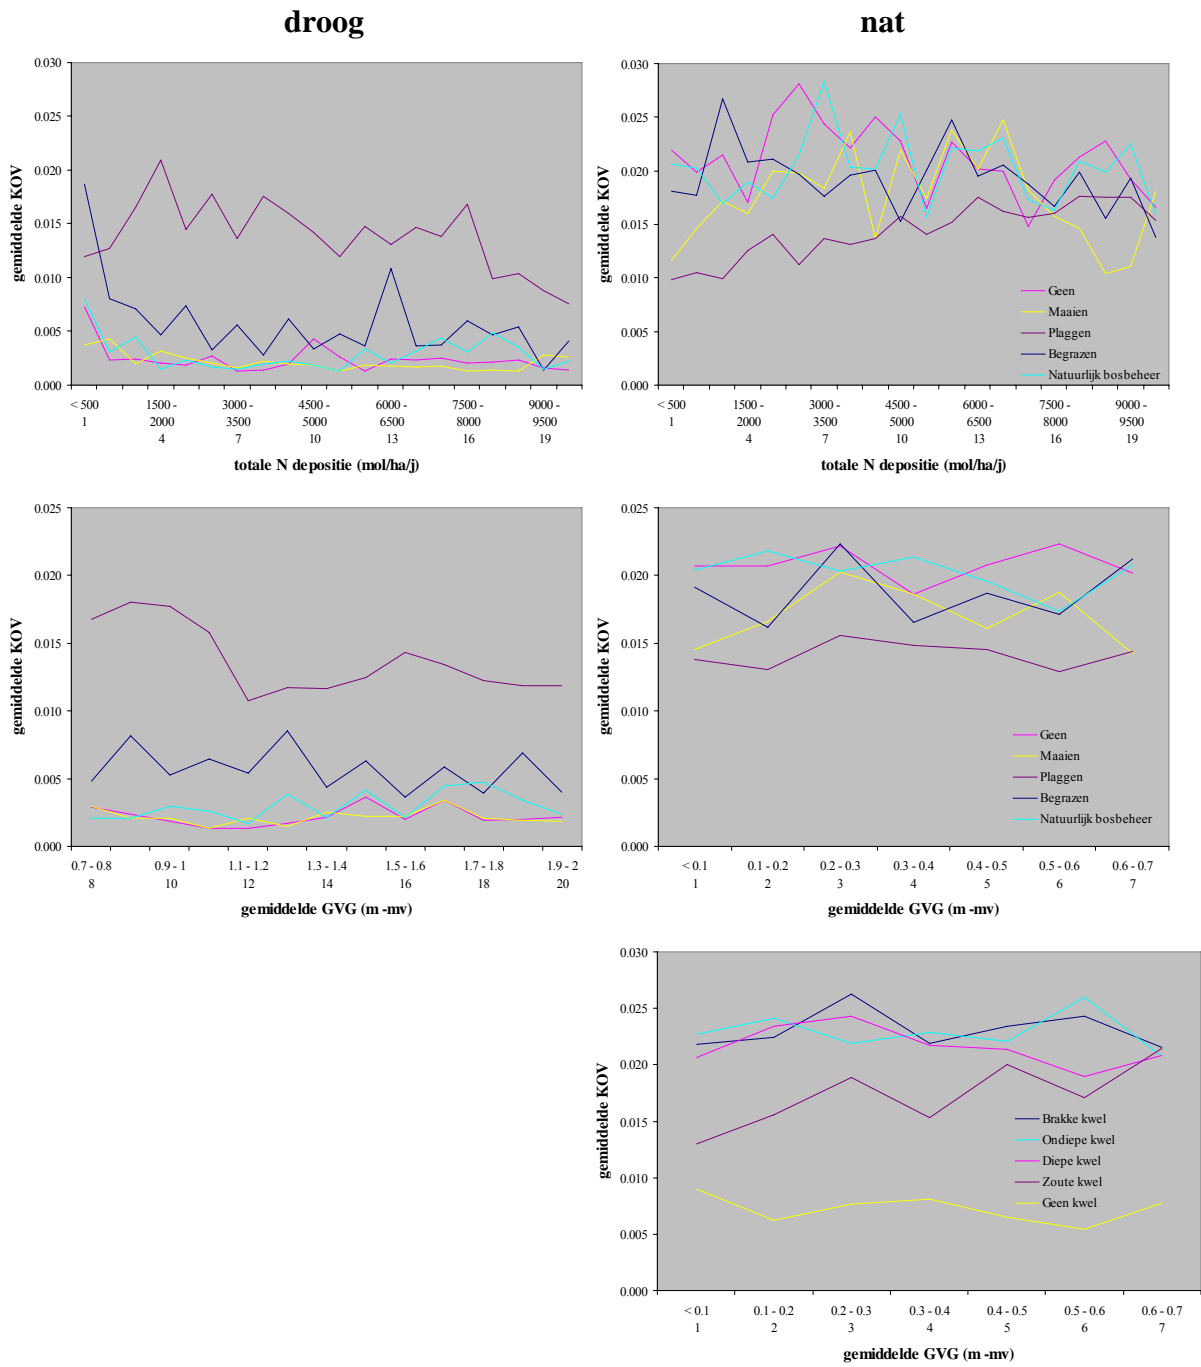 droog
nat
0.030
0.025
0.020
0.015
0.010
0.005
0.000
gemiddelde KOV
< 500 1500 - 3000 - 4500 - 6000 - 7500 - 9000 -
2000 3500 5000 6500 8000 9500
1 4 7 10 13 16 19
totale N depositie (mol/ha/j)
0.030
0.025
0.020
0.015
0.010
0.005
0.000
gemiddelde KOV
Geen
Maaien
Plaggen
Begrazen
Natuurlijk bosbeheer
< 500 1500 - 3000 - 4500 - 6000 - 7500 - 9000 -
2000 3500 5000 6500 8000 9500
1 4 7 10 13 16 19
totale N depositie (mol/ha/j)
0.025
0.020
0.015
0.010
0.005
0.000
gemiddelde KOV
0.7 - 0.8 0.9 - 1 1.1 - 1.2 1.3 - 1.4 1.5 - 1.6 1.7 - 1.8 1.9 - 2
8 10 12 14 16 18 20
gemiddelde GVG (m -mv)
0.025
0.020
0.015
0.010
0.005
0.000
gemiddelde KOV
Geen
Maaien
Plaggen
Begrazen
Natuurlijk bosbeheer
< 0.1 0.1 - 0.2 0.2 - 0.3 0.3 - 0.4 0.4 - 0.5 0.5 - 0.6 0.6 - 0.7
1 2 3 4 5 6 7
gemiddelde GVG (m -mv)
0.030
0.025
0.020
0.015
0.010
0.005
0.000
gemiddelde KOV
Brakke kwel
Ondiepe kwel
Diepe kwel
Zoute kwel
Geen kwel
< 0.1 0.1 - 0.2 0.2 - 0.3 0.3 - 0.4 0.4 - 0.5 0.5 - 0.6 0.6 - 0.7
1 2 3 4 5 6 7
gemiddelde GVG (m -mv)